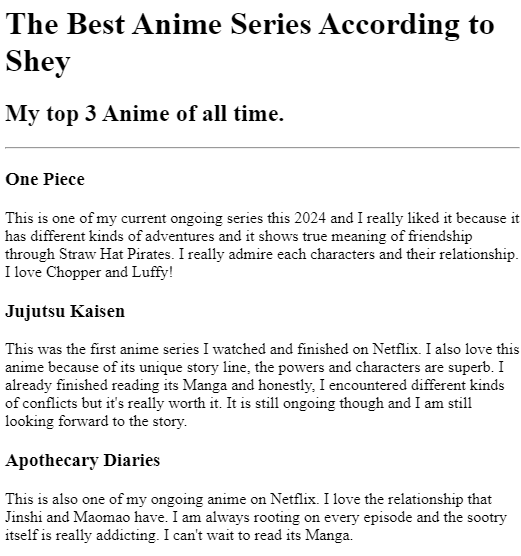 The Best Anime Series According to
Shey
My top 3 Anime of all time.
One Piece
This is one of my current ongoing series this 2024 and I really liked it because it
has different kinds of adventures and it shows true meaning of friendship
through Straw Hat Pirates. I really admire each characters and their relationship.
I love Chopper and Luffy!
Jujutsu Kaisen
This was the first anime series I watched and finished on Netflix. I also love this
anime because of its unique story line, the powers and characters are superb. I
already finished reading its Manga and honestly, I encountered different kinds
of conflicts but it's really worth it. It is still ongoing though and I am still
looking forward to the story.
Apothecary Diaries
This is also one of my ongoing anime on Netflix. I love the relationship that
Jinshi and Maomao have. I am always rooting on every episode and the sootry
itself is really addicting. I can't wait to read its Manga.